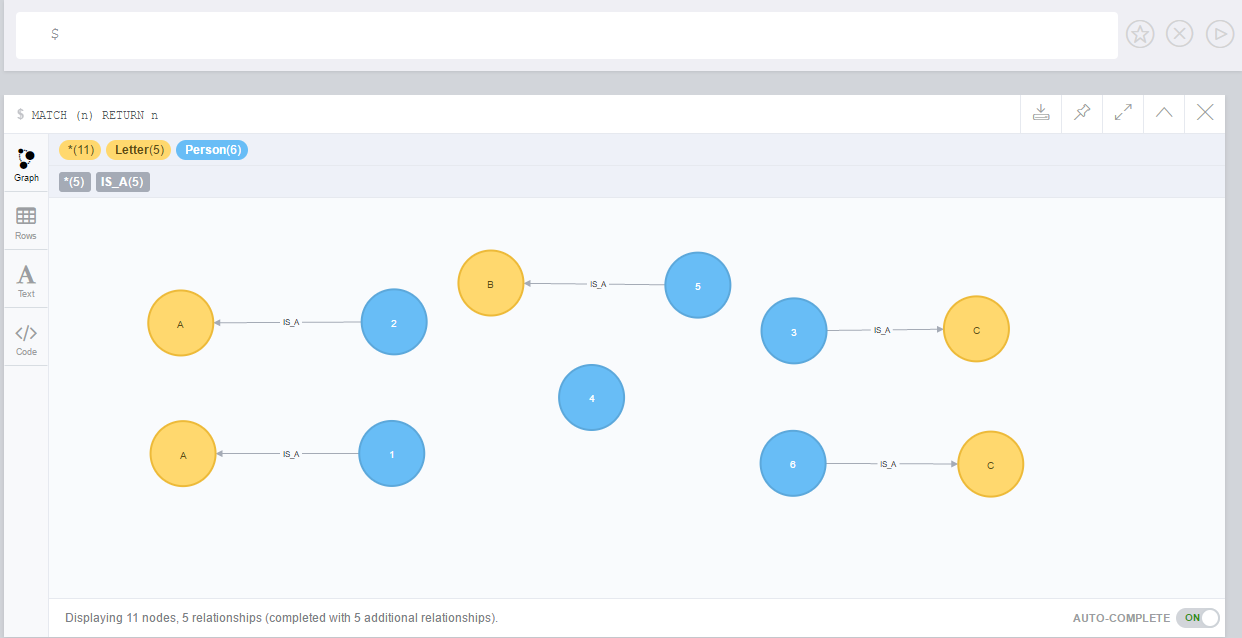 $
$ MATCH (n) RETURN n
*(11) Letter(5) Person(6)
*(5) IS_A(5)
Graph
Rows
Text
Code
B IS_A 5
A IS_A 2
3 IS_A C
4
A IS_A 1
6 IS_A C
Displaying 11 nodes, 5 relationships (completed with 5 additional relationships).
AUTO-COMPLETE ON